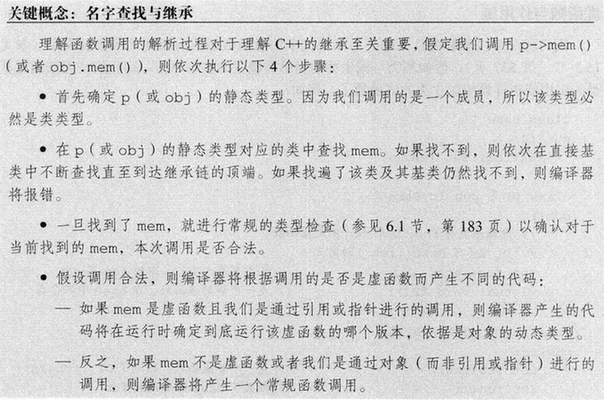 关键概念：名字查找与继承
理解函数调用的解析过程对于理解 C++的继承至关重要，假定我们调用 p->mem()
（或者 obj.mem()），则依次执行以下 4 个步骤：
● 首先确定 p（或 obj）的静态类型。因为我们调用的是一个成员，所以该类型必
然是类类型。
● 在 p（或 obj）的静态类型对应的类中查找 mem。如果找不到，则依次在直接基
类中不断查找直至到达继承链的顶端。如果找遍了该类及其基类仍然找不到，则编译器
将报错。
● 一旦找到了 mem，就进行常规的类型检查（参见 6.1 节，第 183 页）以确认对于
当前找到的 mem，本次调用是否合法。
● 假设调用合法，则编译器将根据调用的是否是虚函数而产生不同的代码：
— 如果 mem 是虚函数且我们是通过引用或指针进行的调用，则编译器产生的代
码将在运行时确定到底运行该虚函数的哪个版本，依据是对象的动态类型。
— 反之，如果 mem 不是虚函数或者我们是通过对象（而非引用或指针）进行的
调用，则编译器将产生一个常规函数调用。